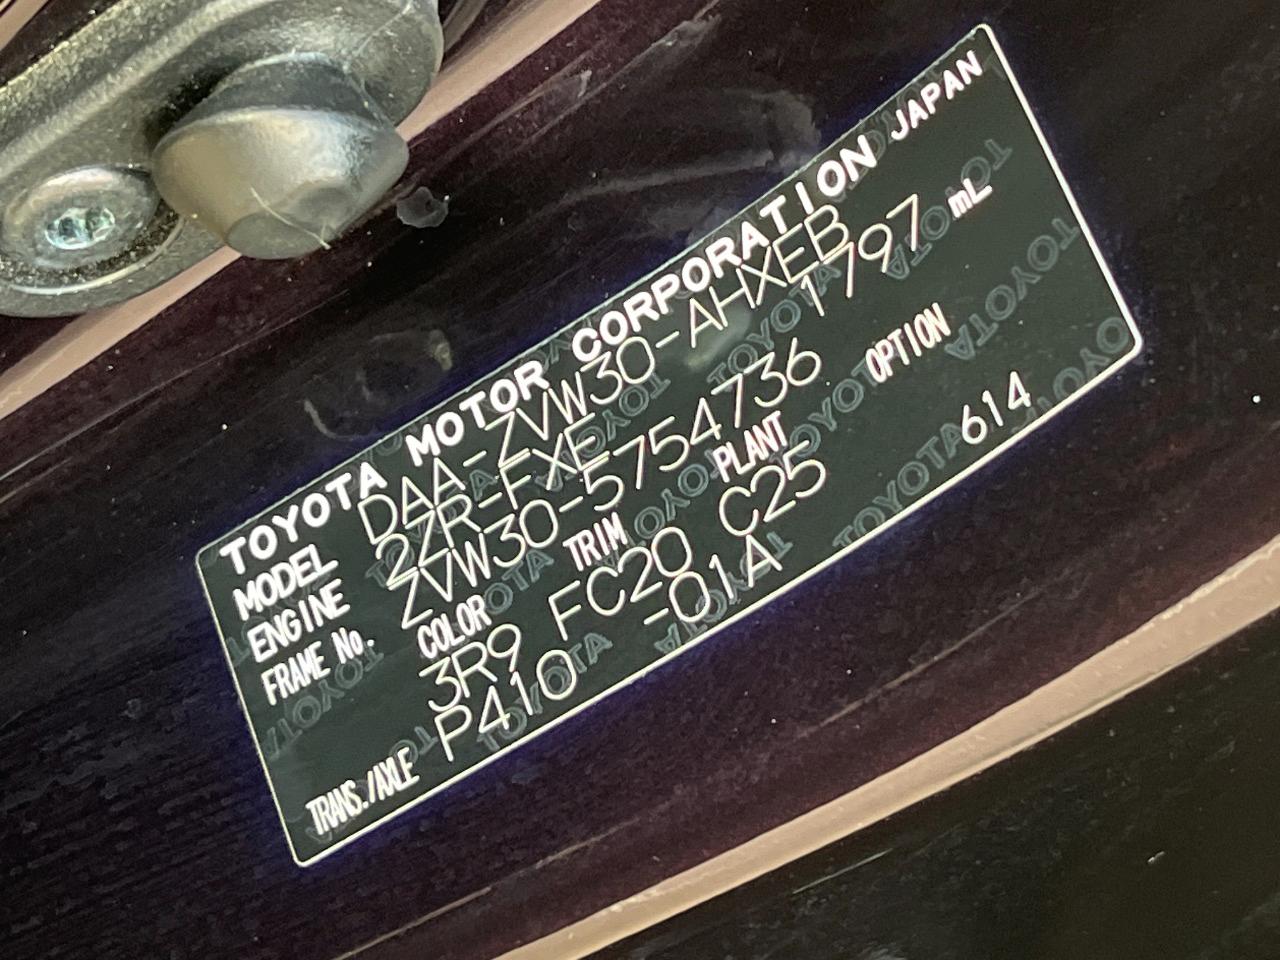 TOYOTA MOTOR CORPORATION JAPAN
MODEL DAA-ZVW30-AHXEB
ENGINE 2ZR-FXE 1797 mL
FRAME No. ZVW30-5754736
COLOR TRIM PLANT OPTION
3R9 FC20 C25 614
TRANS./AXLE P410 -01A